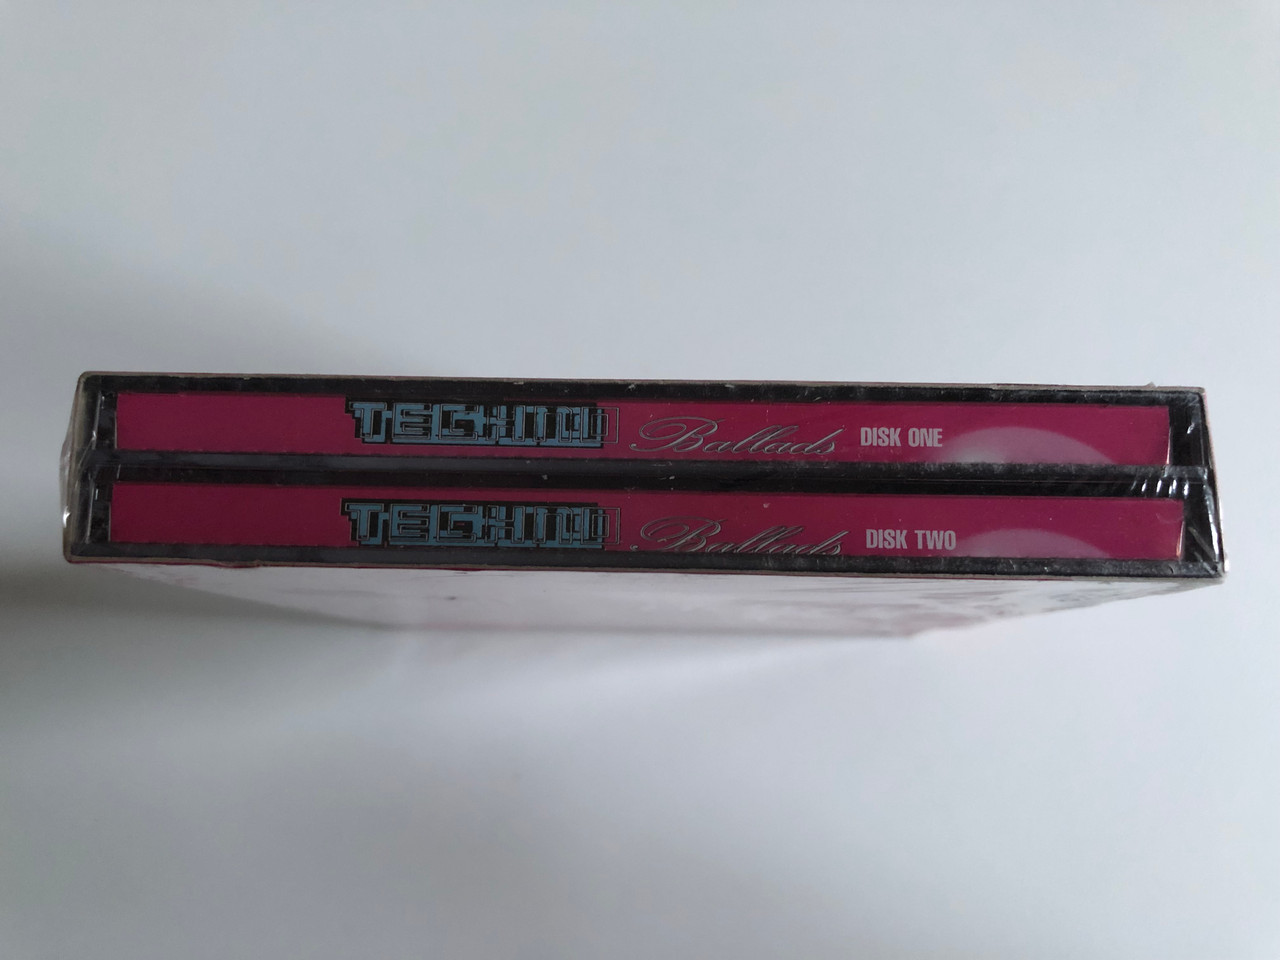 TECHNO Ballads DISK ONE
TECHNO Ballads DISK TWO